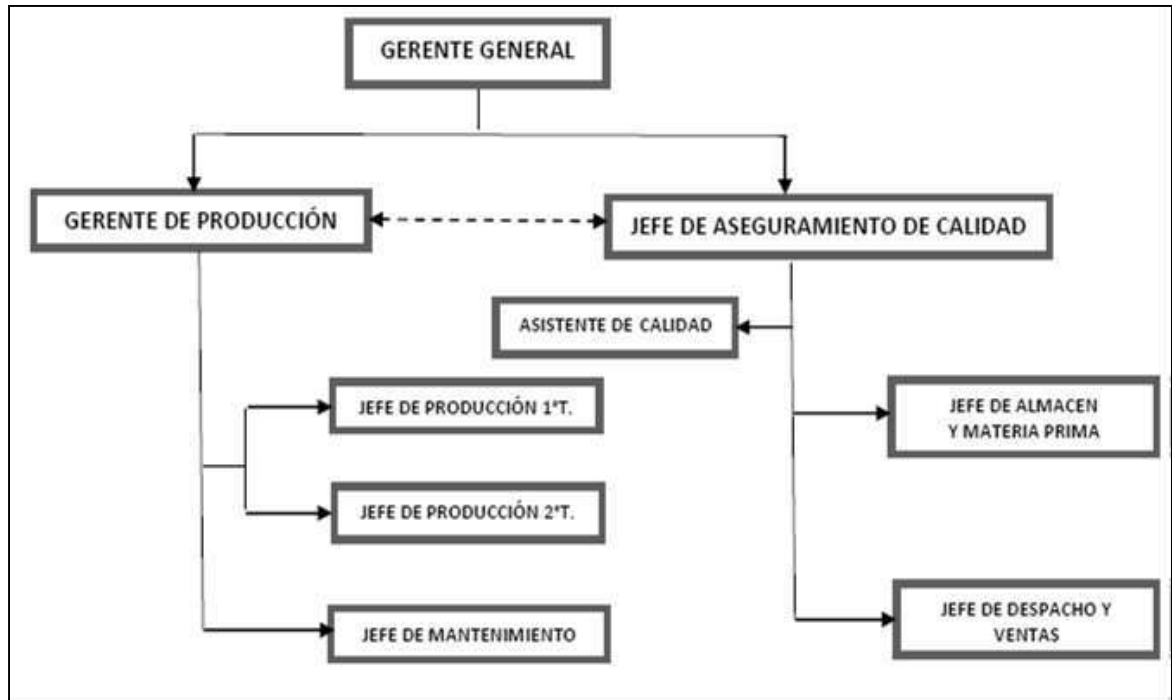 GERENTE GENERAL
GERENTE DE PRODUCCIÓN
JEFE DE ASEGURAMIENTO DE CALIDAD
ASISTENTE DE CALIDAD
JEFE DE PRODUCCIÓN 1°T.
JEFE DE ALMACEN
Y MATERIA PRIMA
JEFE DE PRODUCCIÓN 2°T.
JEFE DE MANTENIMIENTO
JEFE DE DESPACHO Y
VENTAS